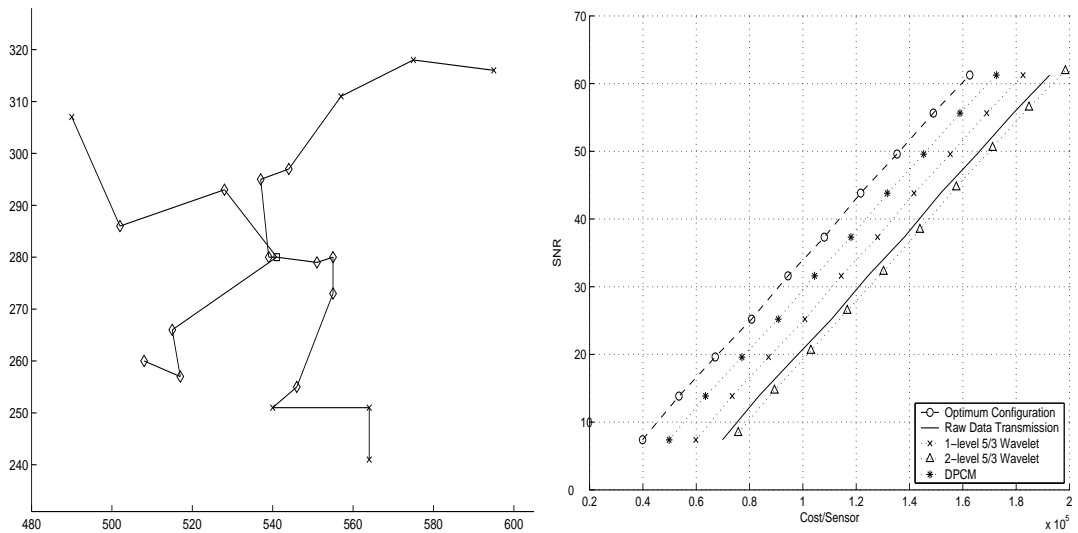 320
310
300
290
280
270
260
250
240
480 500 520 540 560 580 600
70
60
50
40
30
20
10
0
SNR
0.2 0.4 0.6 0.8 1 1.2 1.4 1.6 1.8 2
Cost/Sensor
x 10^5
Optimum Configuration
Raw Data Transmission
1−level 5/3 Wavelet
2−level 5/3 Wavelet
DPCM